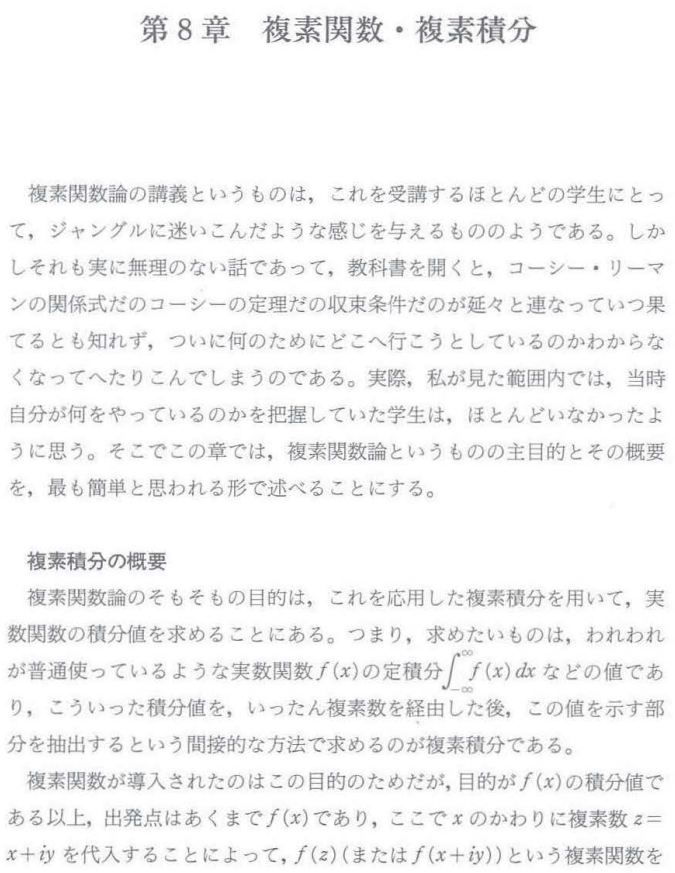 第8章 複素関数・複素積分
複素関数論の講義というものは，これを受講するほとんどの学生にとっ
て，ジャングルに迷いこんだような感じを与えるもののようである。しか
しそれも実に無理のない話であって，教科書を開くと，コーシー・リーマ
ンの関係式だのコーシーの定理だの収束条件だのが延々と連なっていつ果
てるとも知れず，ついに何のためにどこへ行こうとしているのかわからな
くなってへたりこんでしまうのである。実際，私が見た範囲内では，当時
自分が何をやっているのかを把握していた学生は，ほとんどいなかったよ
うに思う。そこでこの章では，複素関数論というものの主目的とその概要
を，最も簡単と思われる形で述べることにする。
複素積分の概要
複素関数論のそもそもの目的は，これを応用した複素積分を用いて，実
数関数の積分値を求めることにある。つまり，求めたいものは，われわれ
が普通使っているような実数関数f(x)の定積分∫_{-∞}^{∞} f(x)dx などの値であ
り，こういった積分値を，いったん複素数を経由した後，この値を示す部
分を抽出するという間接的な方法で求めるのが複素積分である。
複素関数が導入されたのはこの目的のためだが，目的がf(x)の積分値で
ある以上，出発点はあくまでf(x)であり，ここでxのかわりに複素数z=
x+iyを代入することによって，f(z)(またはf(x+iy))という複素関数を